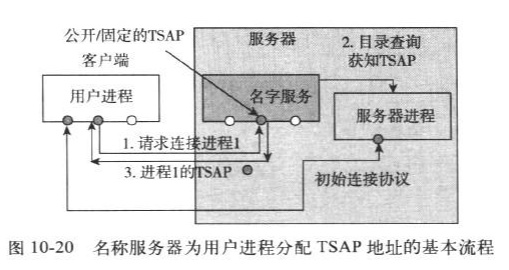 公开/固定的TSAP
客户端
服务器
2. 目录查询
获知TSAP
用户进程
名字服务
服务器进程
1. 请求连接进程1
3. 进程1的TSAP
初始连接协议
图 10-20 名称服务器为用户进程分配 TSAP 地址的基本流程